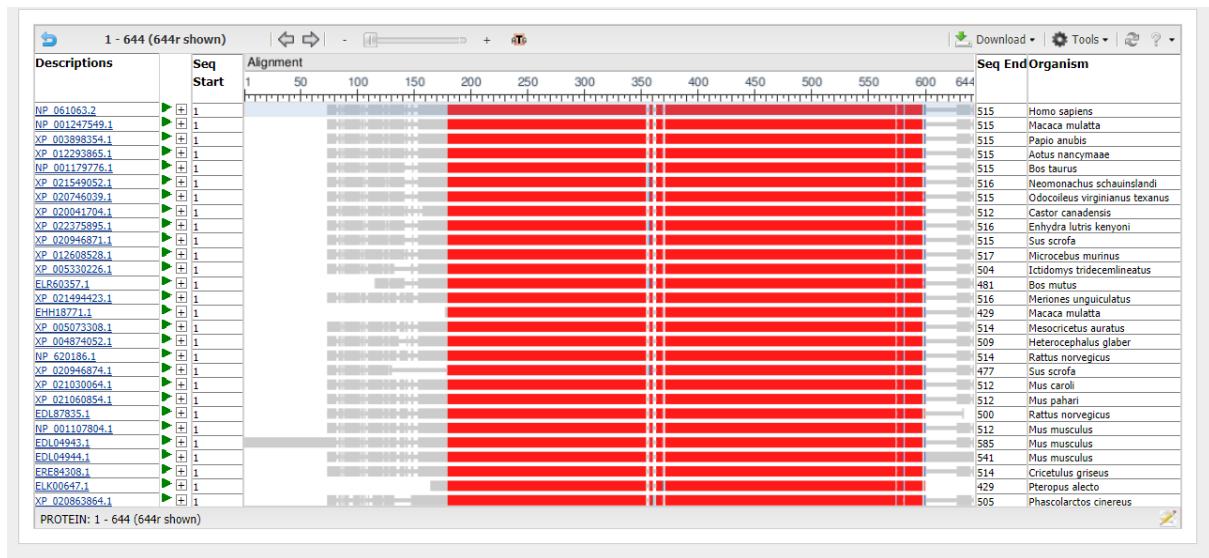 1 - 644 (644r shown) - + ATG Download Tools ?
Descriptions Seq Start Alignment Seq End Organism
1 50 100 150 200 250 300 350 400 450 500 550 600 644
NP_061063.2 1 515 Homo sapiens
NP_001247549.1 1 515 Macaca mulatta
XP_003898354.1 1 515 Papio anubis
XP_012293865.1 1 515 Aotus nancymaae
NP_001179776.1 1 515 Bos taurus
XP_021549052.1 1 516 Neomonachus schauinslandi
XP_020746039.1 1 515 Odocoileus virginianus texanus
XP_020041704.1 1 512 Castor canadensis
XP_022375895.1 1 516 Enhydra lutris kenyoni
XP_020946871.1 1 515 Sus scrofa
XP_012608528.1 1 517 Microcebus murinus
XP_005330226.1 1 504 Ictidomys tridecemlineatus
ELR60357.1 1 481 Bos mutus
XP_021494423.1 1 516 Meriones unguiculatus
EHH18771.1 1 429 Macaca mulatta
XP_005073308.1 1 514 Mesocricetus auratus
XP_004874052.1 1 509 Heterocephalus glaber
NP_620186.1 1 514 Rattus norvegicus
XP_020946874.1 1 477 Sus scrofa
XP_021030064.1 1 512 Mus caroli
XP_021060854.1 1 512 Mus pahari
EDL87835.1 1 500 Rattus norvegicus
NP_001107804.1 1 512 Mus musculus
EDL04943.1 1 585 Mus musculus
EDL04944.1 1 541 Mus musculus
ERE84308.1 1 514 Cricetulus griseus
ELK00647.1 1 429 Pteropus alecto
XP_020863864.1 1 505 Phascolarctos cinereus
PROTEIN: 1 - 644 (644r shown)